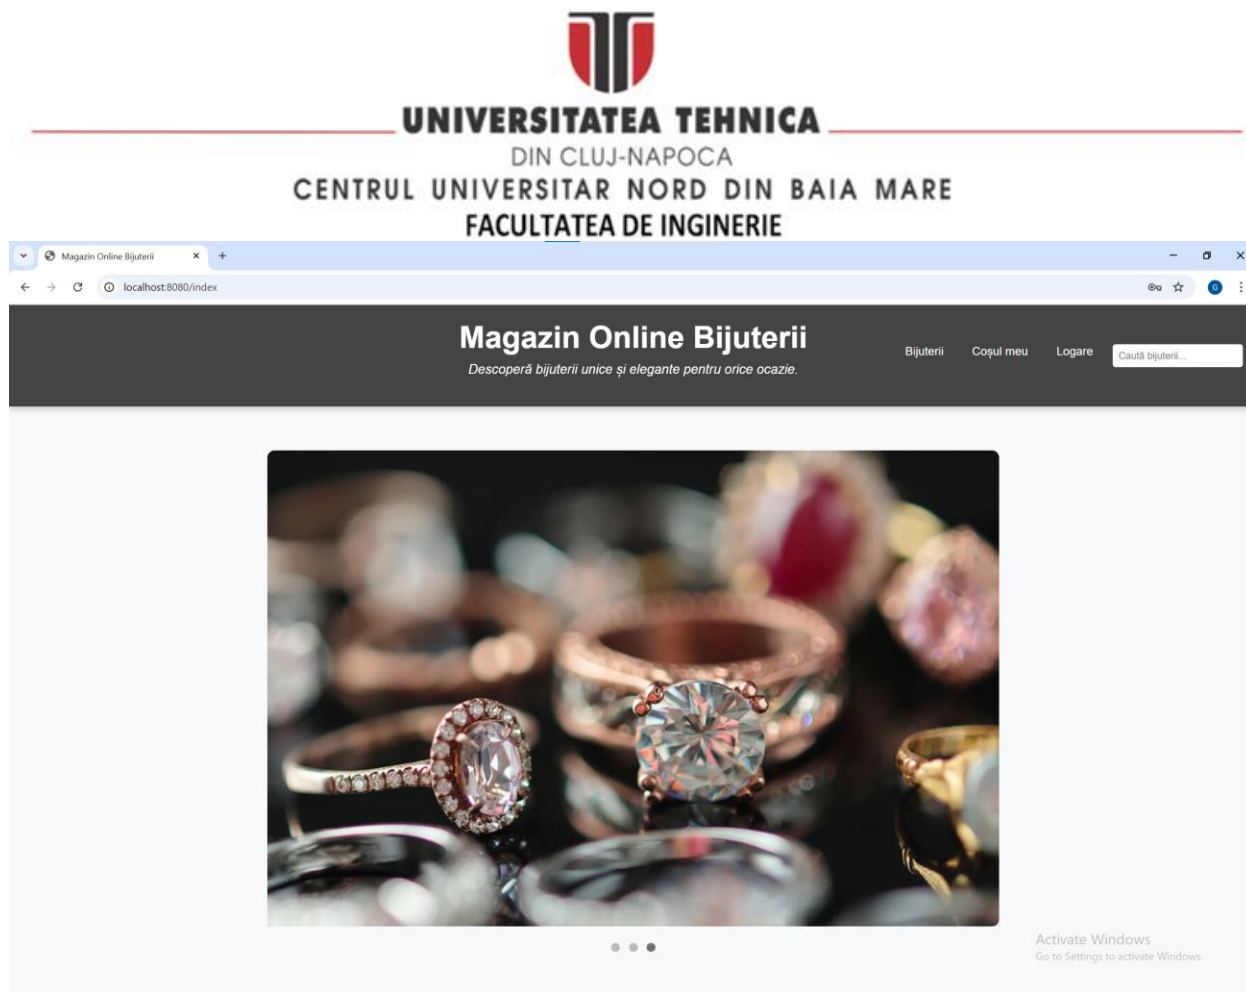 UNIVERSITATEA TEHNICA
DIN CLUJ-NAPOCA
CENTRUL UNIVERSITAR NORD DIN BAIA MARE
FACULTATEA DE INGINERIE
Magazin Online Bijuterii
localhost:8080/index
G
Magazin Online Bijuterii
Descoperă bijuterii unice și elegante pentru orice ocazie.
Bijuterii Coșul meu Logare Caută bijuterii...
Activate Windows
Go to Settings to activate Windows.